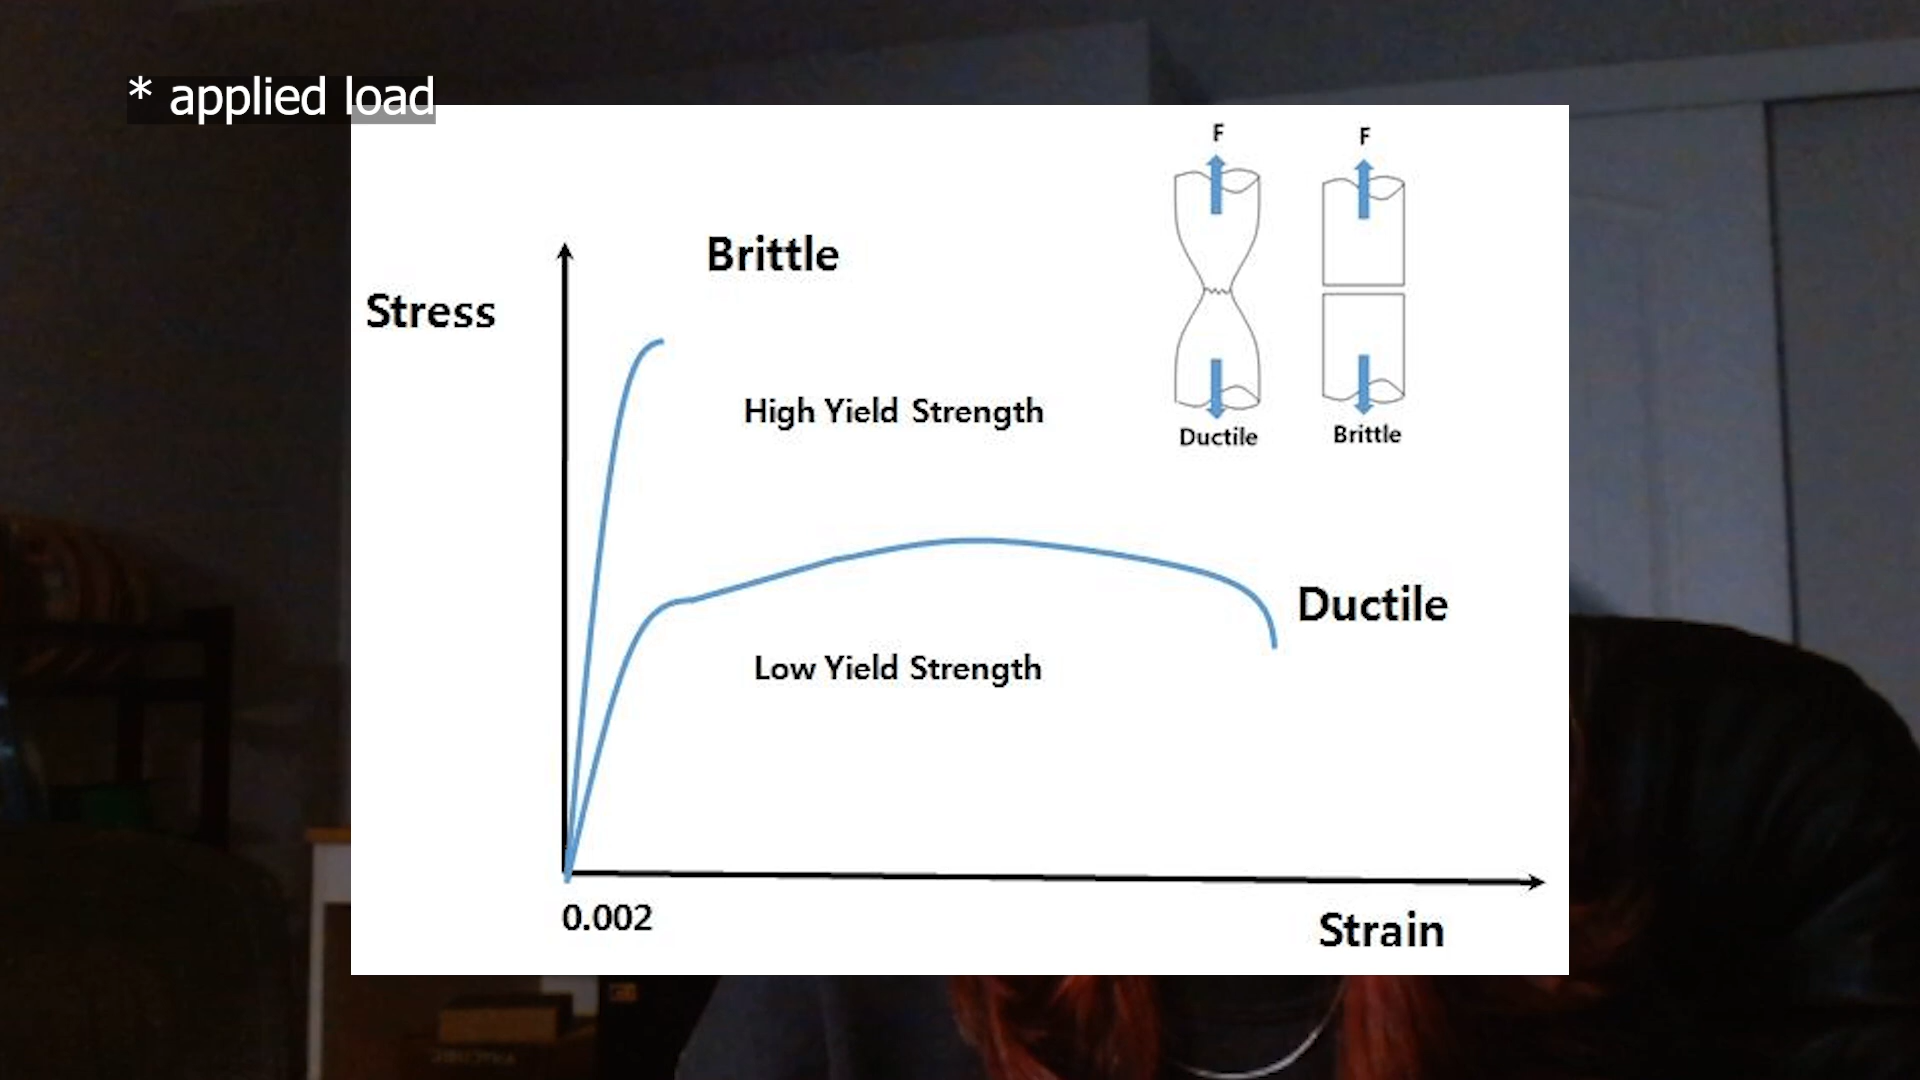 * applied load
F
F
Brittle
Stress
High Yield Strength
Ductile
Brittle
Ductile
Low Yield Strength
0.002
Strain